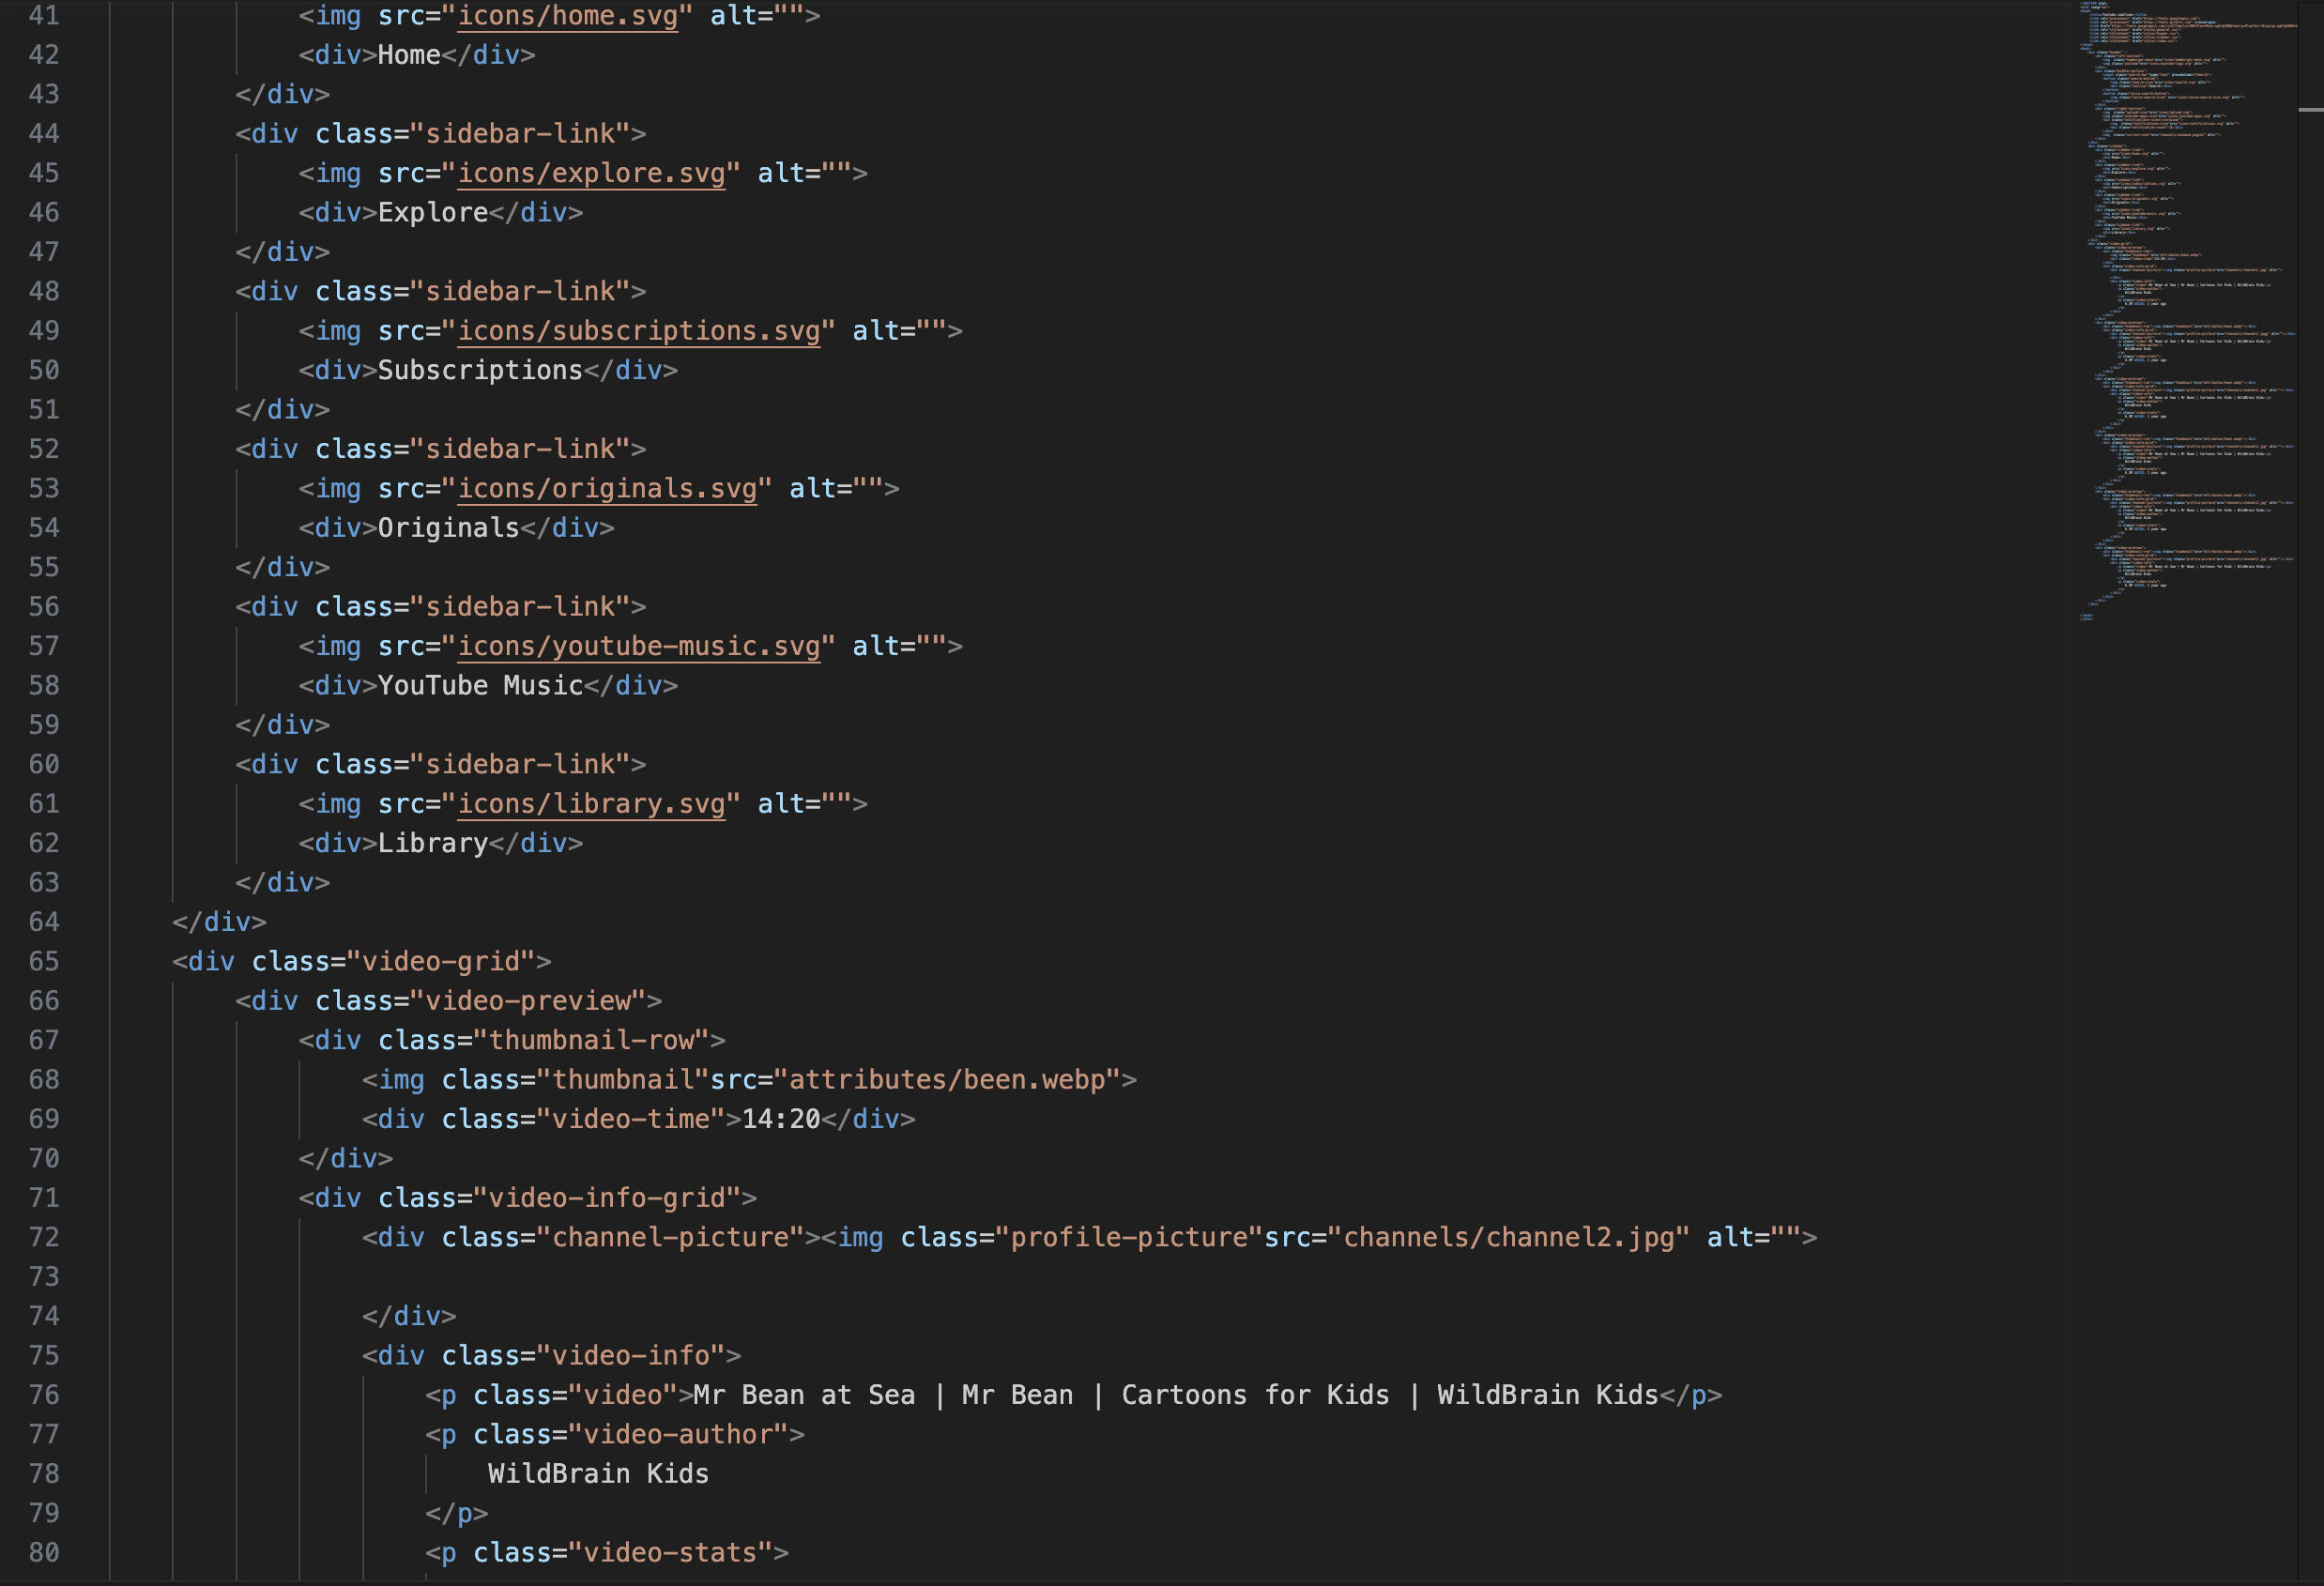 41 <img src="icons/home.svg" alt="">
42 <div>Home</div>
43 </div>
44 <div class="sidebar-link">
45 <img src="icons/explore.svg" alt="">
46 <div>Explore</div>
47 </div>
48 <div class="sidebar-link">
49 <img src="icons/subscriptions.svg" alt="">
50 <div>Subscriptions</div>
51 </div>
52 <div class="sidebar-link">
53 <img src="icons/originals.svg" alt="">
54 <div>Originals</div>
55 </div>
56 <div class="sidebar-link">
57 <img src="icons/youtube-music.svg" alt="">
58 <div>YouTube Music</div>
59 </div>
60 <div class="sidebar-link">
61 <img src="icons/library.svg" alt="">
62 <div>Library</div>
63 </div>
64 </div>
65 <div class="video-grid">
66 <div class="video-preview">
67 <div class="thumbnail-row">
68 <img class="thumbnail"src="attributes/been.webp">
69 <div class="video-time">14:20</div>
70 </div>
71 <div class="video-info-grid">
72 <div class="channel-picture"><img class="profile-picture"src="channels/channel2.jpg" alt="">
73
74 </div>
75 <div class="video-info">
76 <p class="video">Mr Bean at Sea | Mr Bean | Cartoons for Kids | WildBrain Kids</p>
77 <p class="video-author">
78 WildBrain Kids
79 </p>
80 <p class="video-stats">